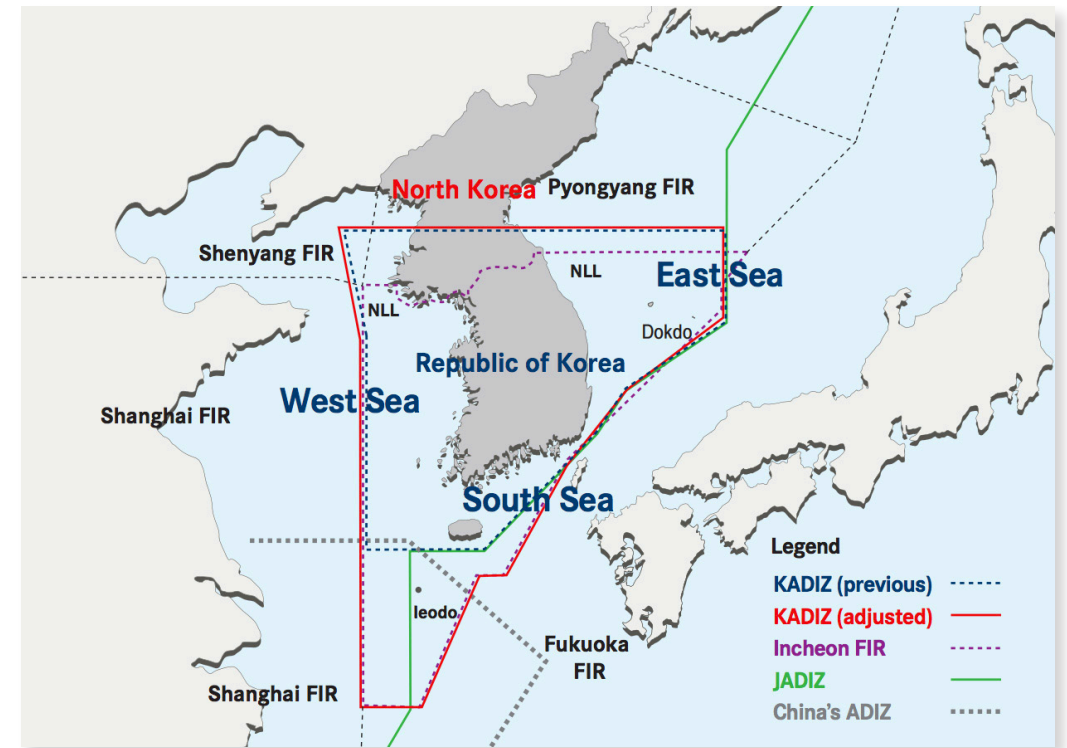 North Korea
Pyongyang FIR
Shenyang FIR
NLL
East Sea
NLL
Dokdo
Republic of Korea
West Sea
Shanghai FIR
South Sea
Legend
KADIZ (previous)
Ieodo
KADIZ (adjusted)
Fukuoka
FIR
Incheon FIR
JADIZ
Shanghai FIR
China's ADIZ